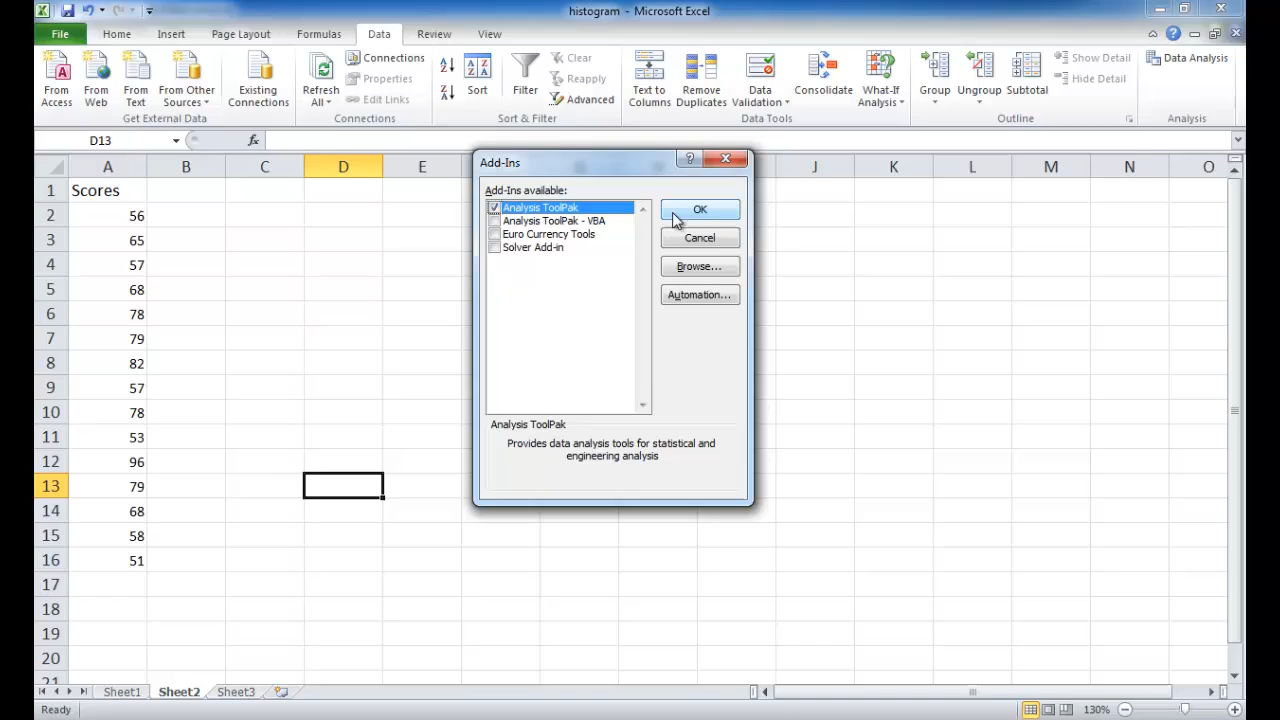 histogram - Microsoft Excel
File Home Insert Page Layout Formulas Data Review View
From Access
From Web
From Text
From Other Sources
Existing Connections
Get External Data
Refresh All
Connections
Properties
Edit Links
Connections
Sort
Filter
Clear
Reapply
Advanced
Sort & Filter
Text to Columns
Remove Duplicates
Data Validation
Consolidate
What-If Analysis
Data Tools
Group
Ungroup
Subtotal
Show Detail
Hide Detail
Outline
Data Analysis
Analysis
D13 fx
A B C D E J K L M N O
1 Scores
2 56
3 65
4 57
5 68
6 78
7 79
8 82
9 57
10 78
11 53
12 96
13 79
14 68
15 58
16 51
17
18
19
20
21
Add-Ins
Add-Ins available:
Analysis ToolPak
Analysis ToolPak - VBA
Euro Currency Tools
Solver Add-in
OK
Cancel
Browse...
Automation...
Analysis ToolPak
Provides data analysis tools for statistical and
engineering analysis
Sheet1 Sheet2 Sheet3
Ready 130%